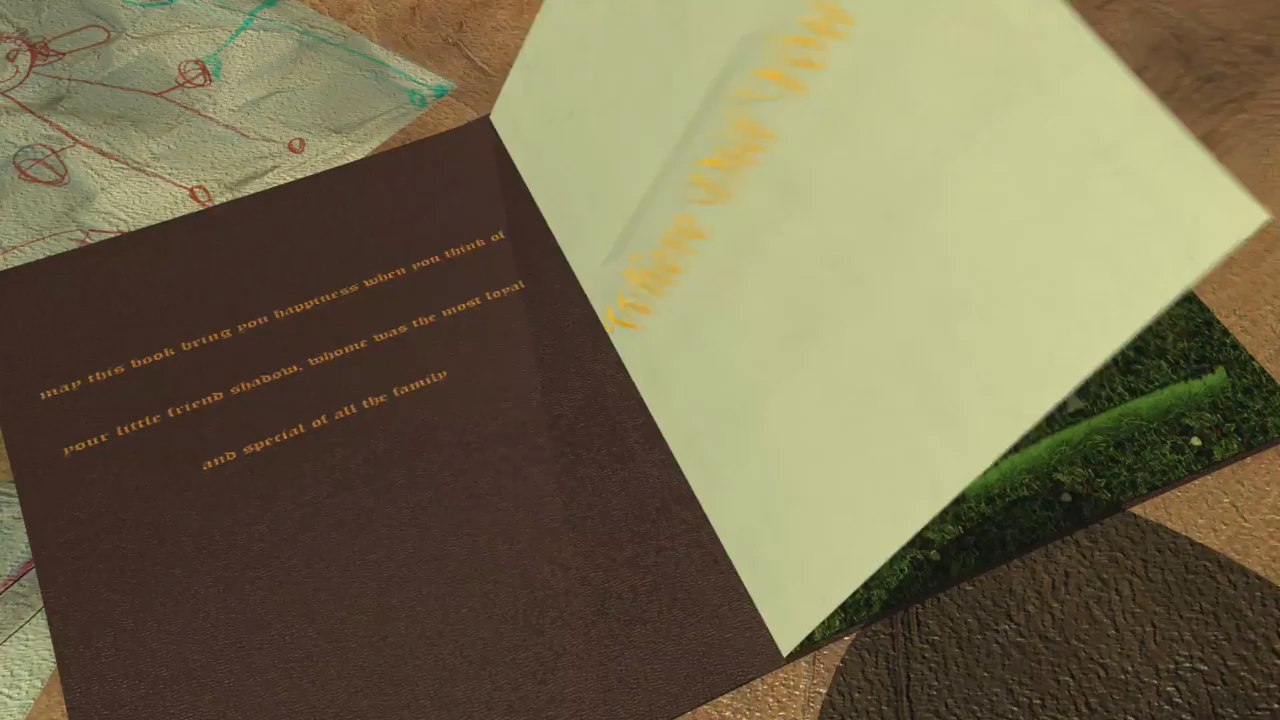 may this book bring you happiness when you think of
your little friend shadow, whome was the most loyal
and special of all the family